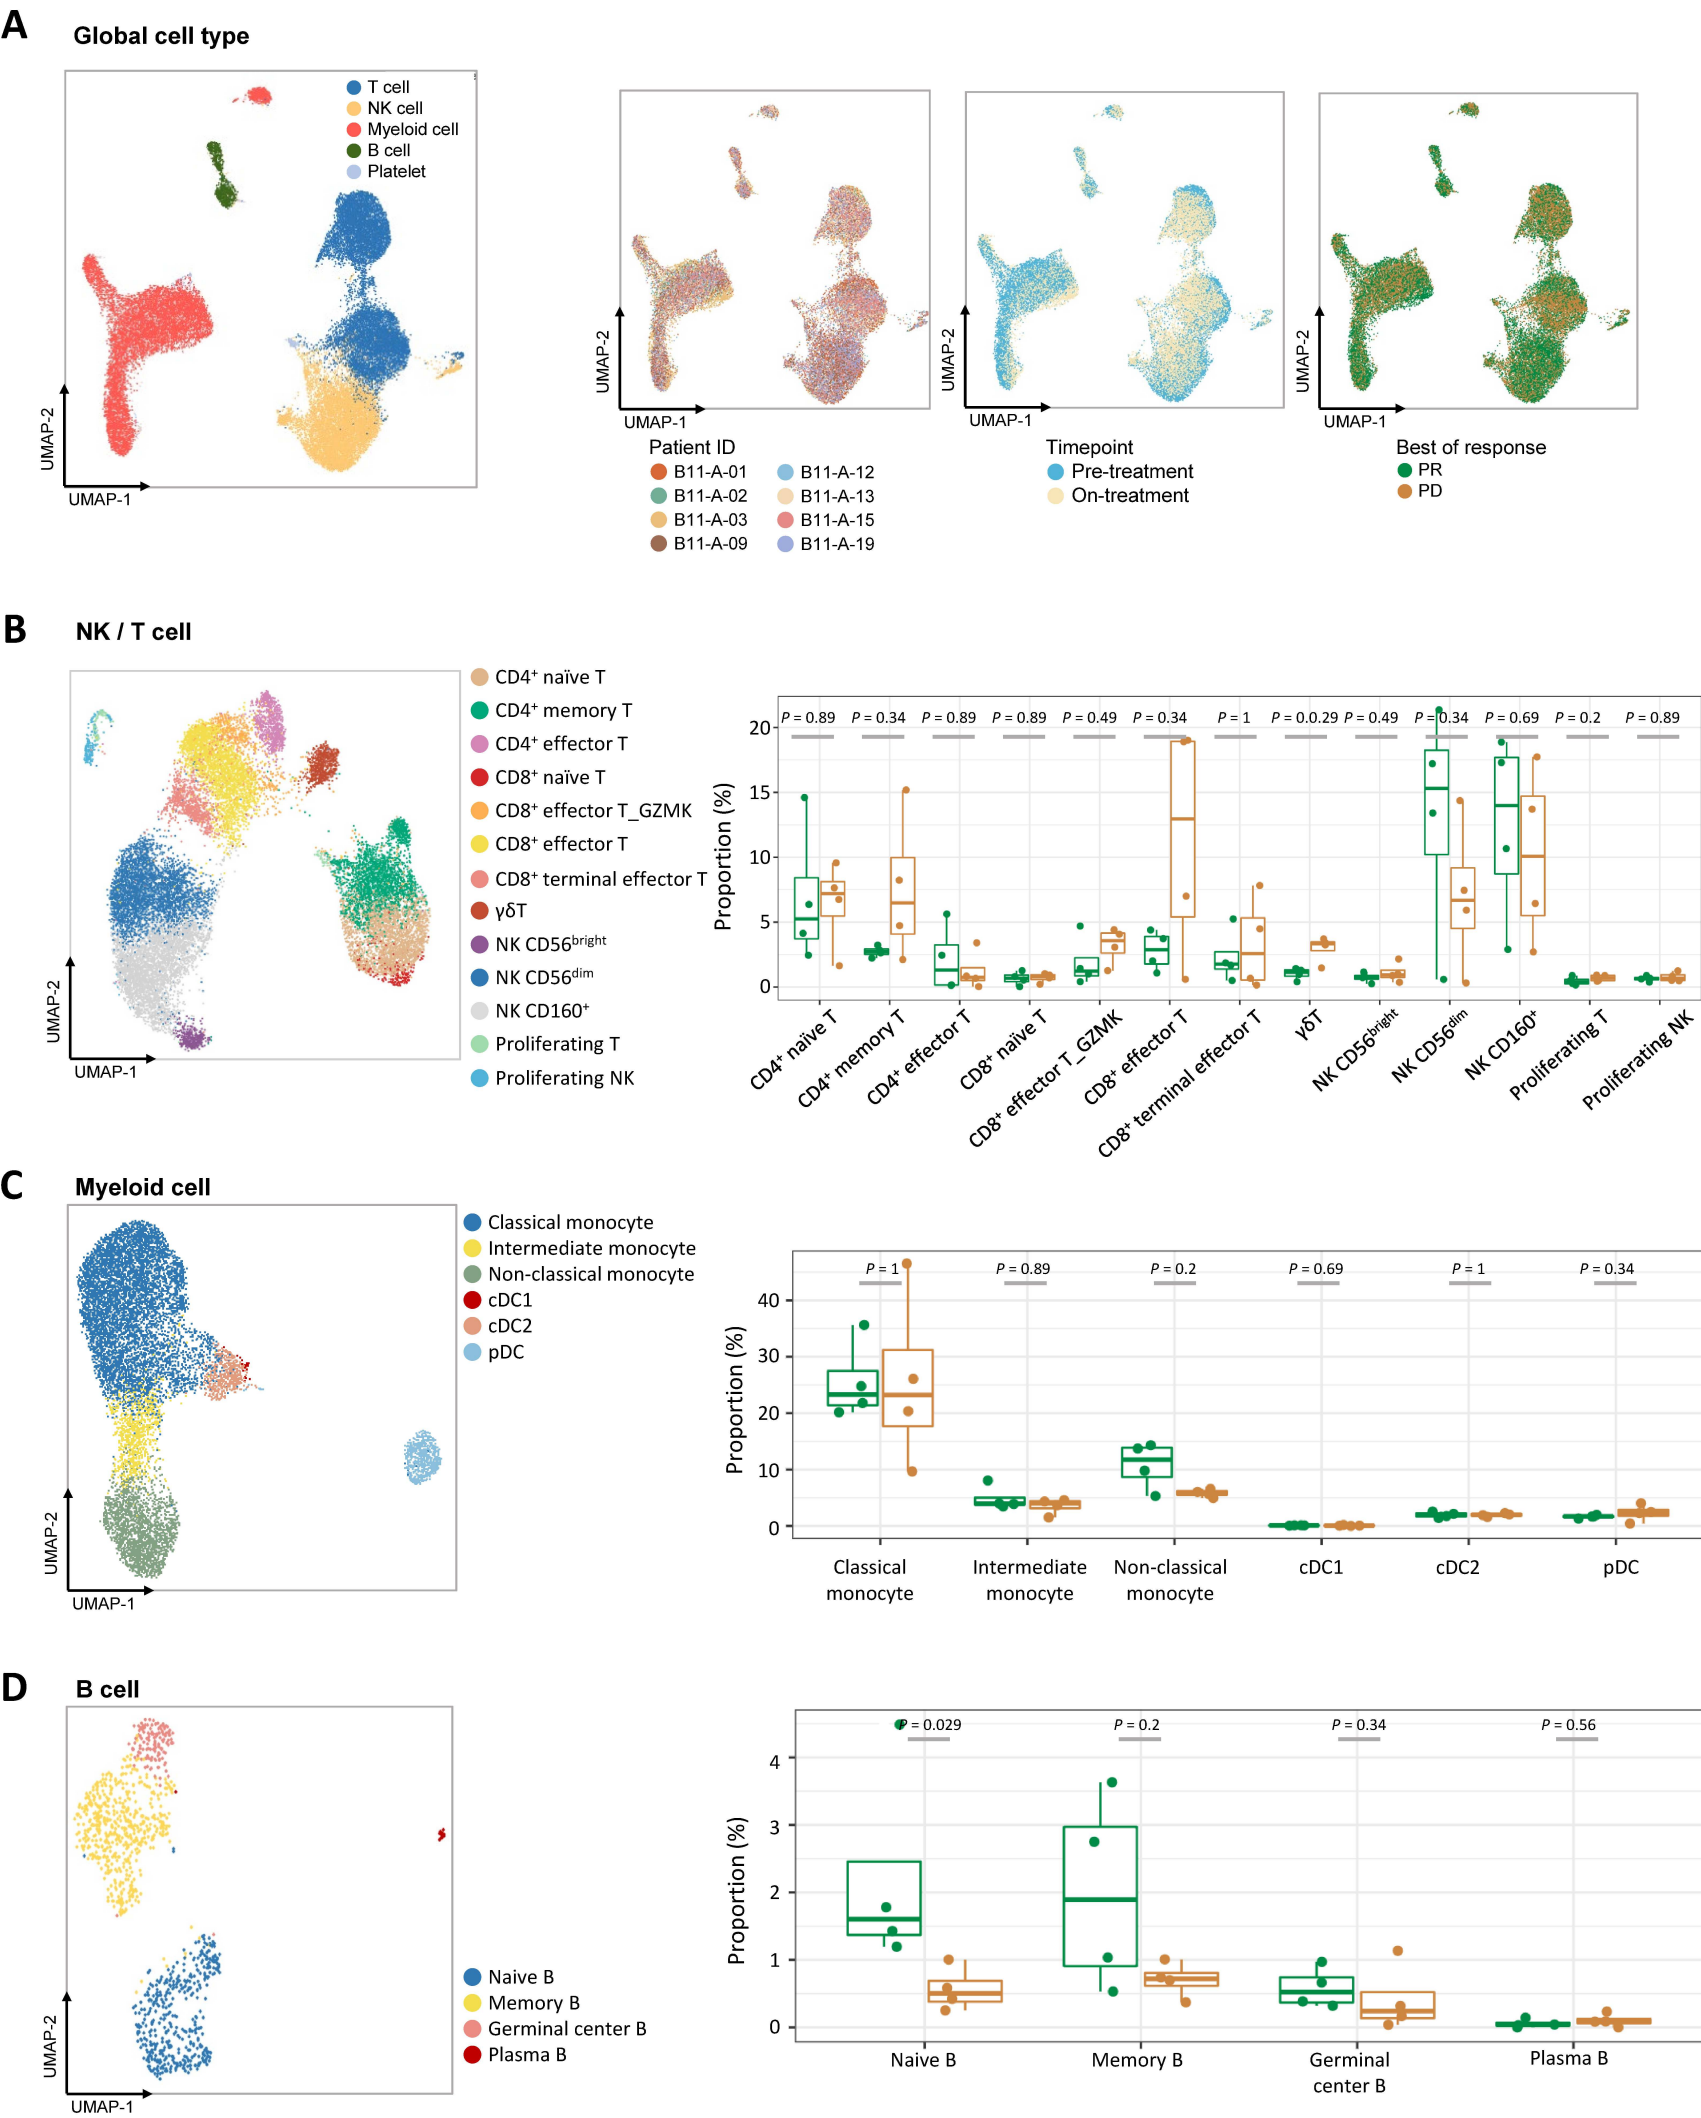 A
Global cell type
T cell
NK cell
Myeloid cell
B cell
Platelet
UMAP-2
UMAP-1
UMAP-2
UMAP-1
Patient ID
B11-A-01
B11-A-02
B11-A-03
B11-A-09
B11-A-12
B11-A-13
B11-A-15
B11-A-19
UMAP-2
UMAP-1
Timepoint
Pre-treatment
On-treatment
UMAP-2
UMAP-1
Best of response
PR
PD
B
NK / T cell
UMAP-2
UMAP-1
CD4⁺ naïve T
CD4⁺ memory T
CD4⁺ effector T
CD8⁺ naïve T
CD8⁺ effector T_GZMK
CD8⁺ effector T
CD8⁺ terminal effector T
γδT
NK CD56bright
NK CD56dim
NK CD160⁺
Proliferating T
Proliferating NK
P = 0.89 P = 0.34 P = 0.89 P = 0.89 P = 0.49 P = 0.34 P = 1 P = 0.0.29 P = 0.49 P = 0.34 P = 0.69 P = 0.2 P = 0.89
Proportion (%)
20
15
10
5
0
CD4⁺ naïve T
CD4⁺ memory T
CD4⁺ effector T
CD8⁺ naïve T
CD8⁺ effector T_GZMK
CD8⁺ effector T
CD8⁺ terminal effector T
γδT
NK CD56bright
NK CD56dim
NK CD160⁺
Proliferating T
Proliferating NK
C
Myeloid cell
UMAP-2
UMAP-1
Classical monocyte
Intermediate monocyte
Non-classical monocyte
cDC1
cDC2
pDC
P = 1 P = 0.89 P = 0.2 P = 0.69 P = 1 P = 0.34
Proportion (%)
40
30
20
10
0
Classical
monocyte
Intermediate
monocyte
Non-classical
monocyte
cDC1
cDC2
pDC
D
B cell
UMAP-2
UMAP-1
Naive B
Memory B
Germinal center B
Plasma B
P = 0.029 P = 0.2 P = 0.34 P = 0.56
Proportion (%)
4
3
2
1
0
Naive B
Memory B
Germinal
center B
Plasma B